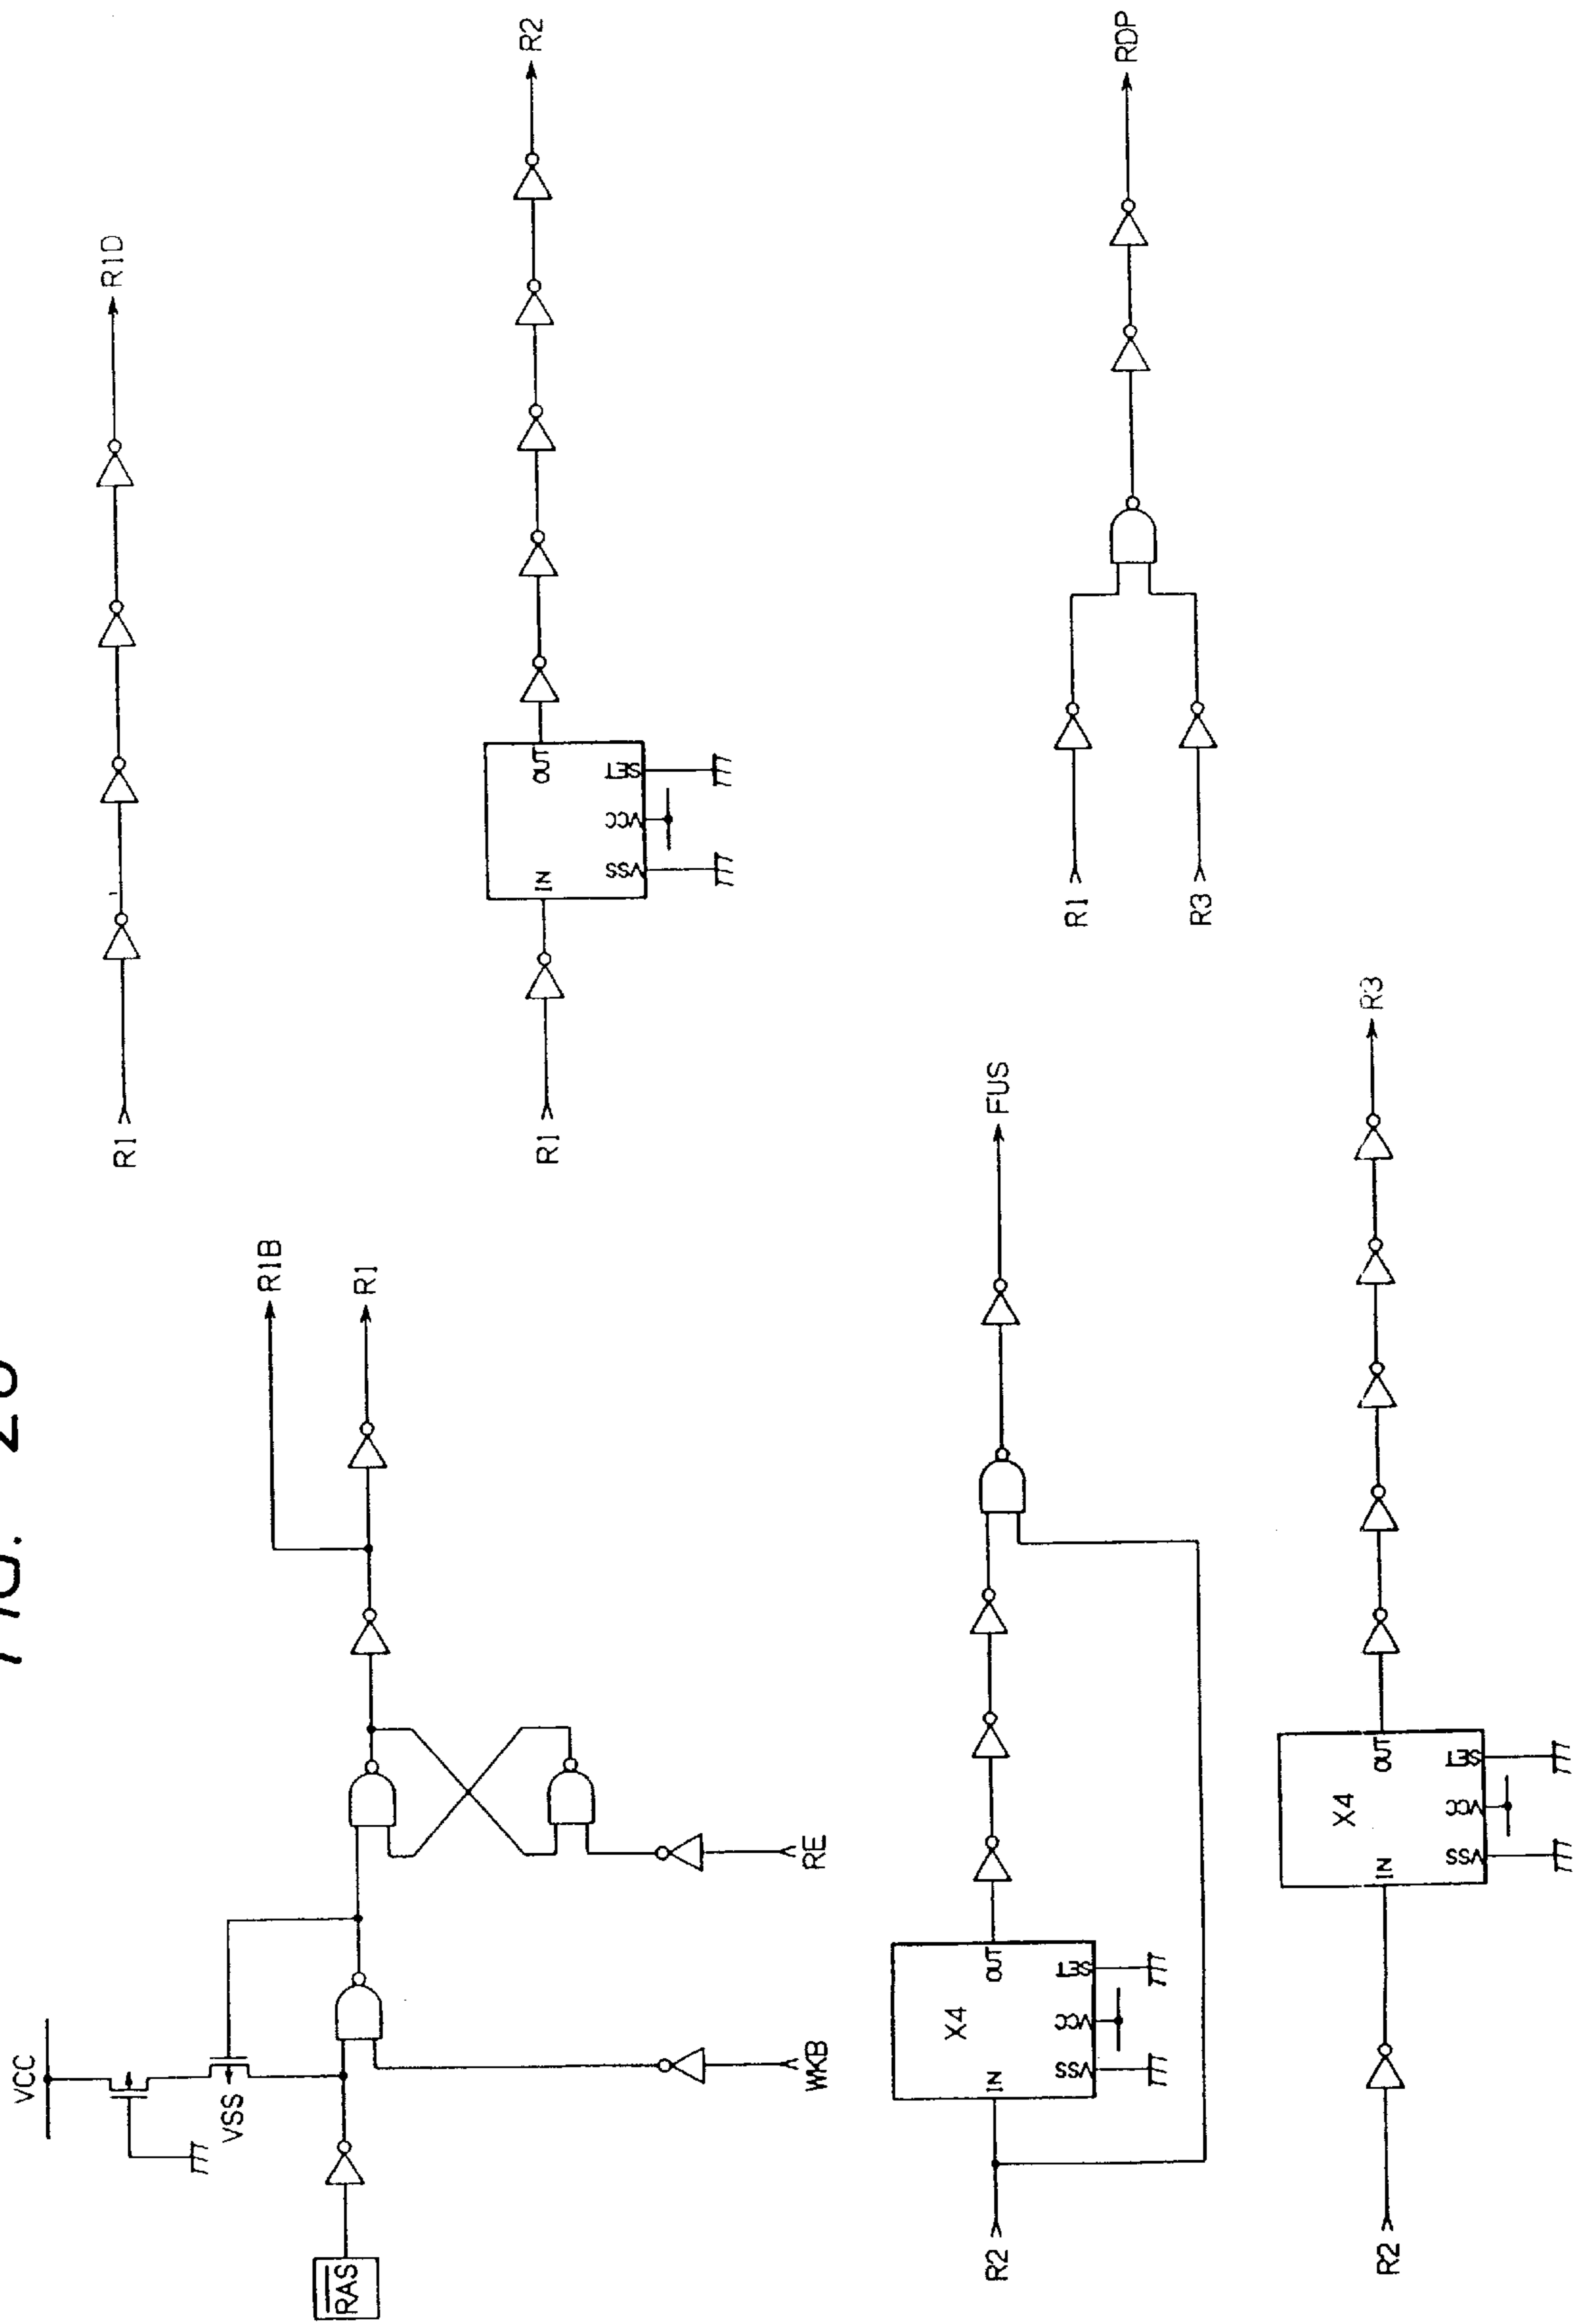 FIG.
VCC
VSS
R̅A̅S̅
WKB
RE
R1B
R1
R1
R1D
R1
IN
OUT
VSS
VCC
SET
R2
R2
X4
IN
OUT
VSS
VCC
SET
FUS
R1
R3
RDP
R2
X4
IN
OUT
VSS
VCC
SET
R3